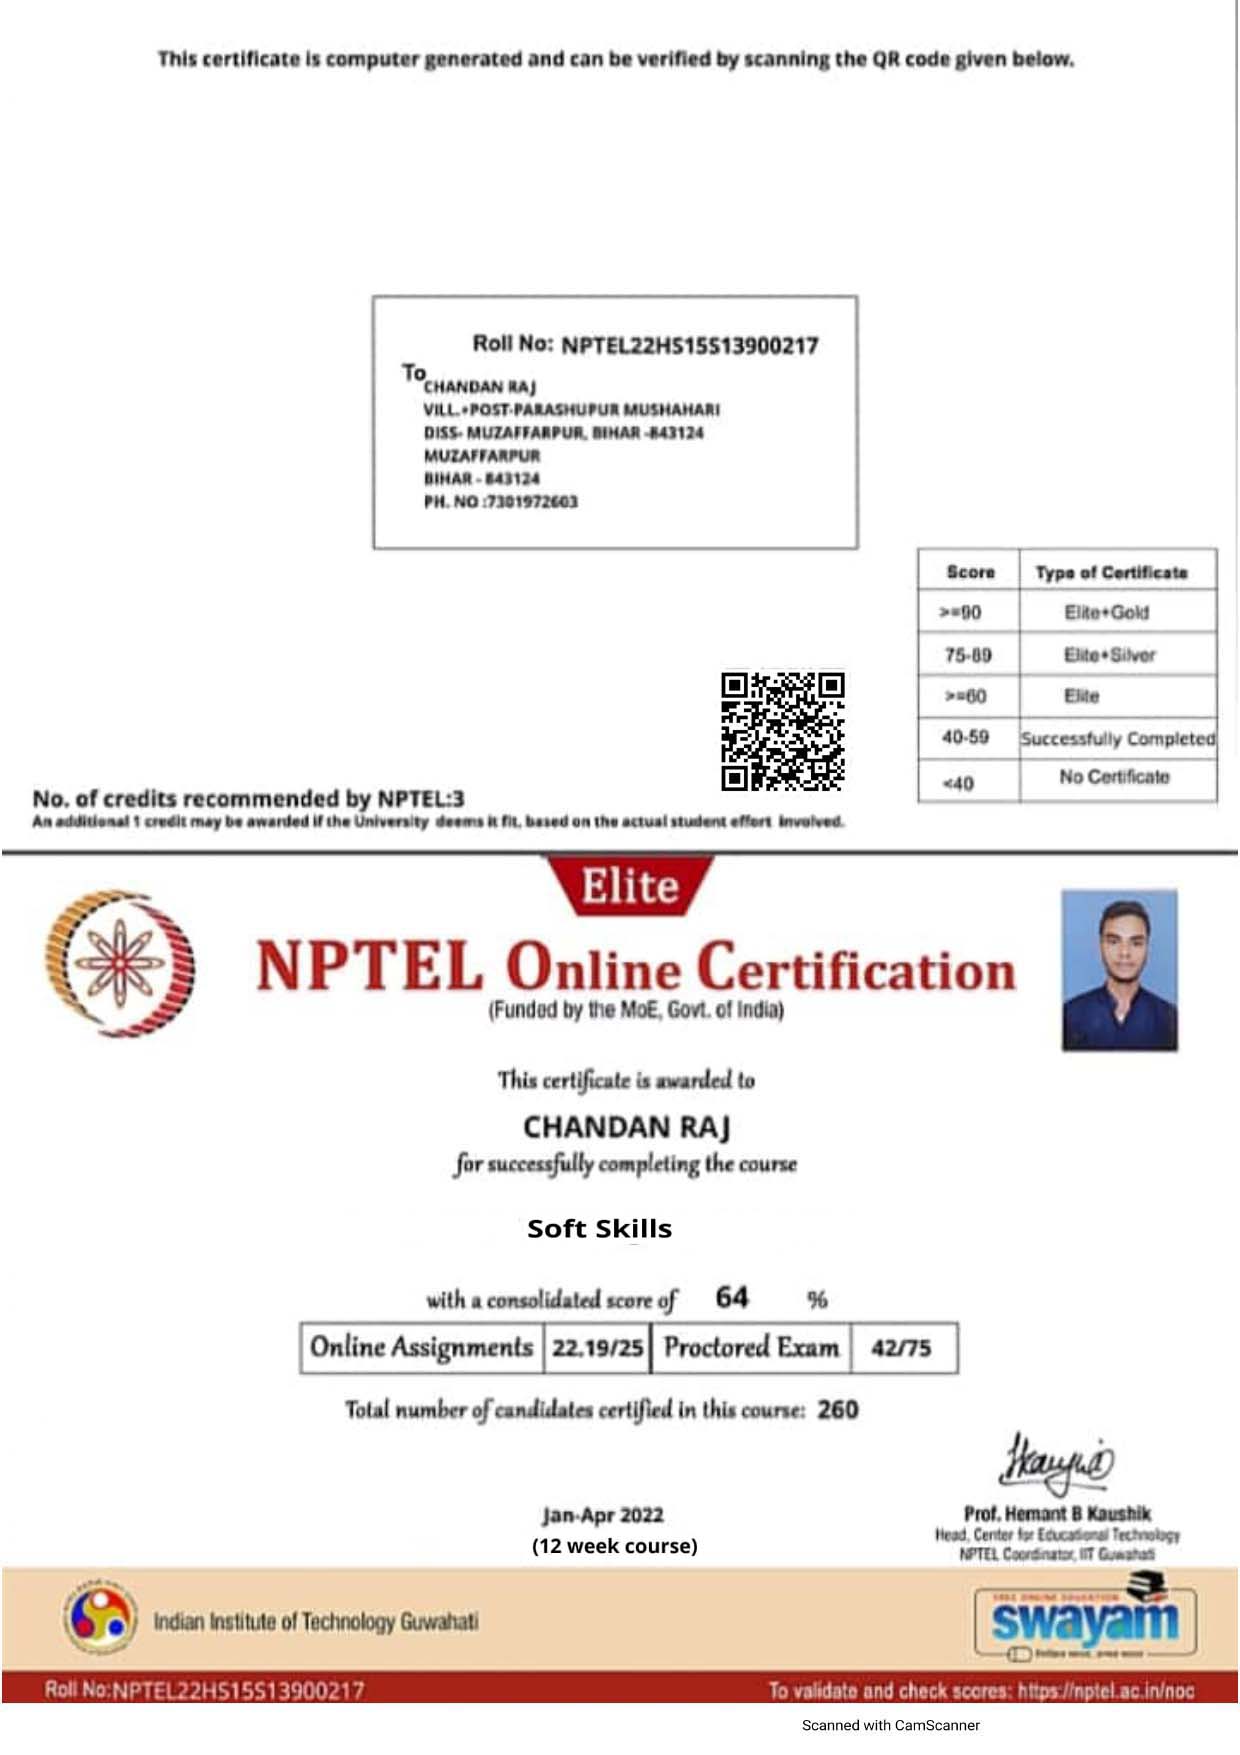 This certificate is computer generated and can be verified by scanning the QR code given below.
Roll No: NPTEL22HS15S13900217
To
CHANDAN RAJ
VILL.+POST-PARASHUPUR MUSHAHARI
DISS- MUZAFFARPUR, BIHAR -843124
MUZAFFARPUR
BIHAR - 843124
PH. NO :7301972603
Score Type of Certificate
>=90 Elite+Gold
75-89 Elite+Silver
>=60 Elite
40-59 Successfully Completed
<40 No Certificate
No. of credits recommended by NPTEL:3
An additional 1 credit may be awarded if the University deems it fit, based on the actual student effort involved.
Elite
NPTEL Online Certification
(Funded by the MoE, Govt. of India)
This certificate is awarded to
CHANDAN RAJ
for successfully completing the course
Soft Skills
with a consolidated score of 64 %
Online Assignments 22.19/25 Proctored Exam 42/75
Total number of candidates certified in this course: 260
Jan-Apr 2022
(12 week course)
Prof. Hemant B Kaushik
Head, Center for Educational Technology
NPTEL Coordinator, IIT Guwahati
Indian Institute of Technology Guwahati
FREE ONLINE EDUCATION
swayam
Roll No:NPTEL22HS15S13900217
To validate and check scores: https://nptel.ac.in/noc
Scanned with CamScanner